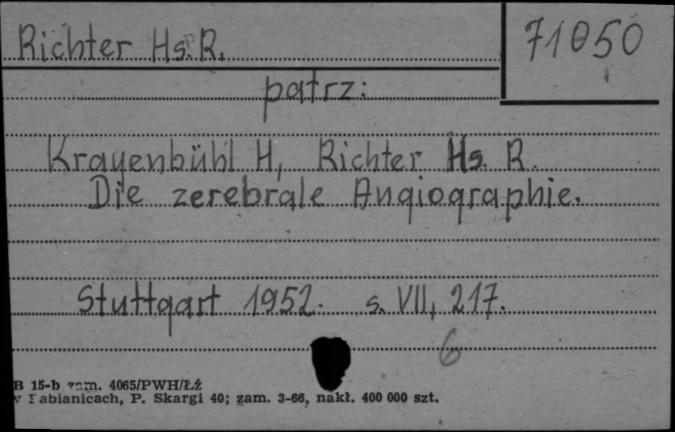 Richter Hs. R.
71050
patrz:
Krayenbühl H, Richter Hs. R.
Die zerebrale Angiographie.
Stuttgart 1952. s. VII, 217.
6
B 15-b zam. 4065/PWH/Łż
w Pabianicach, P. Skargi 40; zam. 3-66, nakł. 400 000 szt.